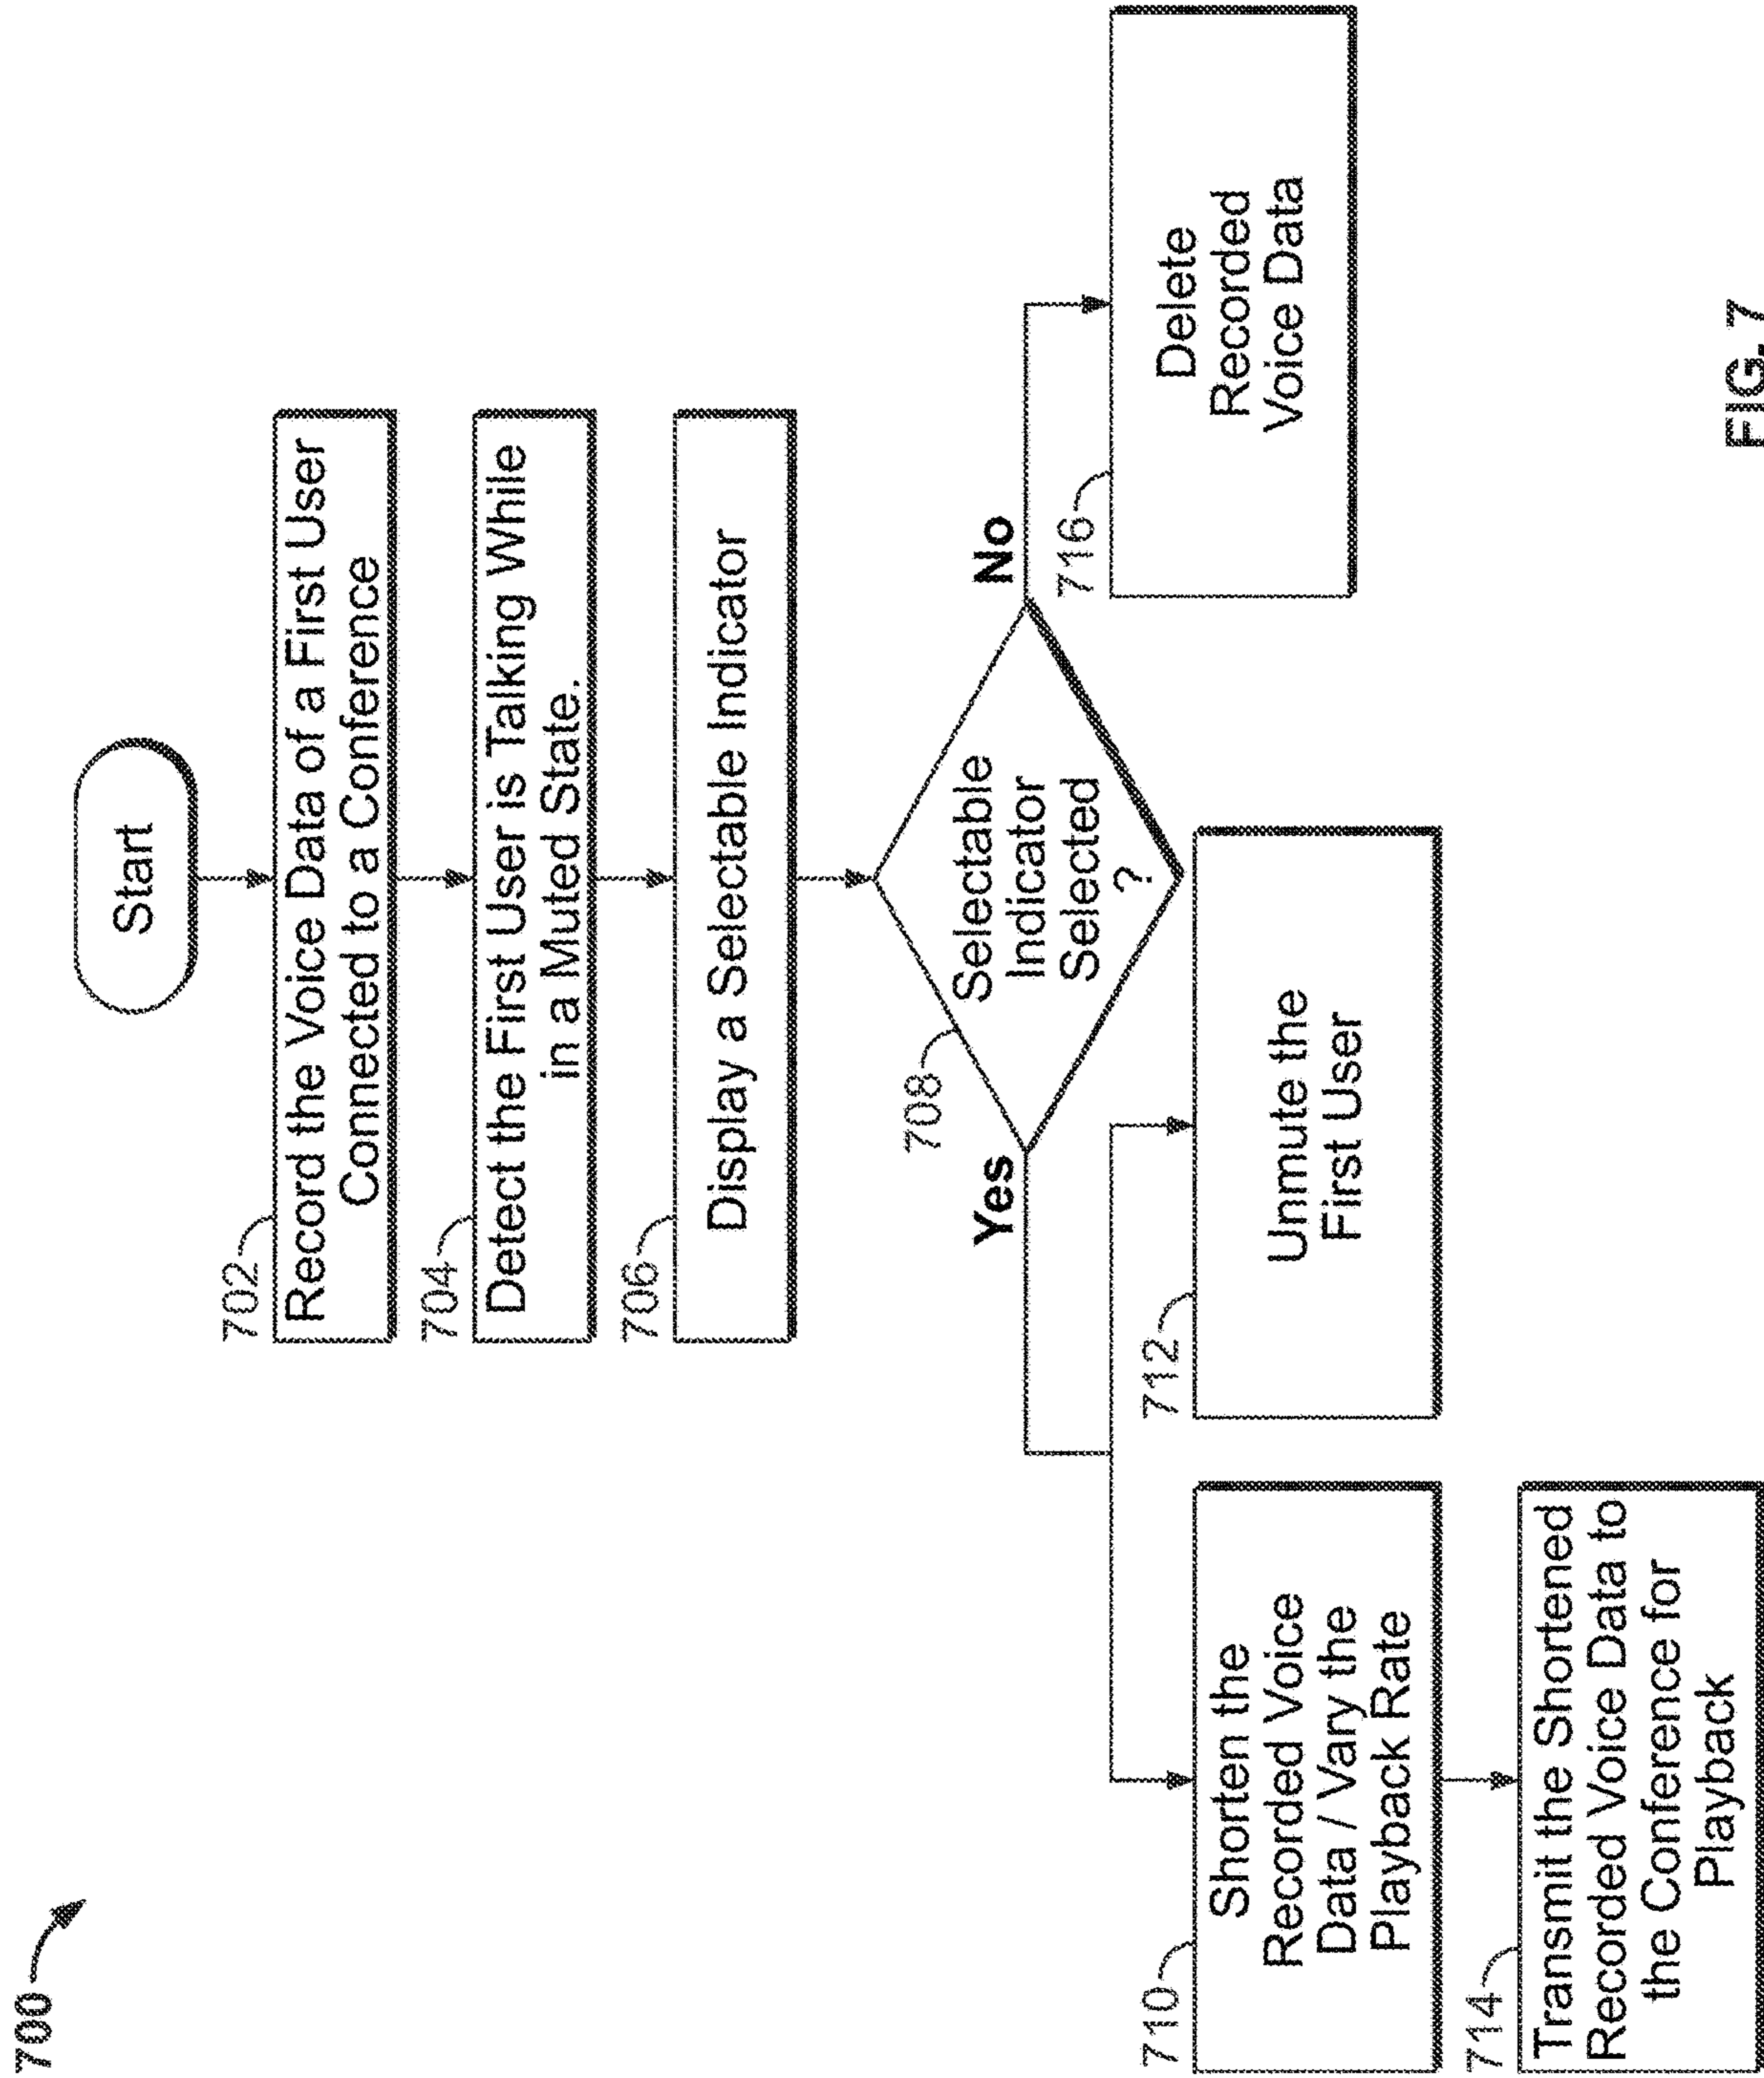 700
Start
702
Record the Voice Data of a First User
Connected to a Conference
704
Detect the First User is Talking While
in a Muted State.
706
Display a Selectable Indicator
708
Selectable
Indicator
Selected
?
Yes
No
710
Shorten the
Recorded Voice
Data / Vary the
Playback Rate
712
Unmute the
First User
716
Delete
Recorded
Voice Data
714
Transmit the Shortened
Recorded Voice Data to
the Conference for
Playback
FIG. 7